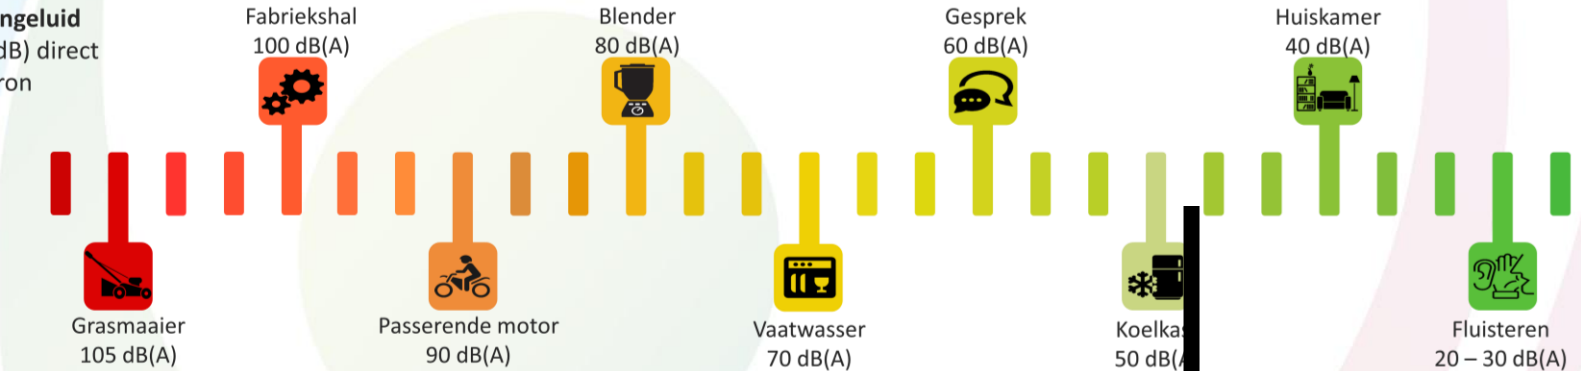 ngeluid
dB) direct
ron
Fabriekshal
100 dB(A)
Blender
80 dB(A)
Gesprek
60 dB(A)
Huiskamer
40 dB(A)
Grasmaaier
105 dB(A)
Passerende motor
90 dB(A)
Vaatwasser
70 dB(A)
50
Fluisteren
20 – 30 dB(A)